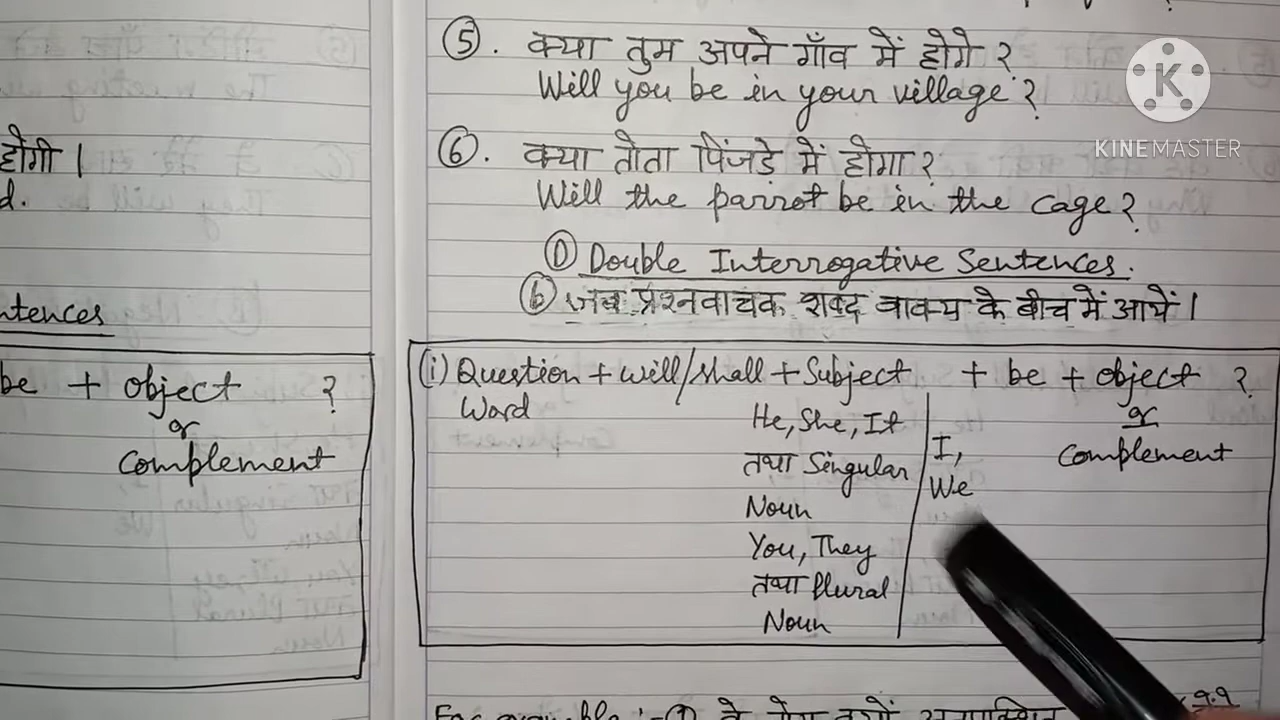 ⑤. क्या तुम अपने गाँव में होगे ?
Will you be in your village ?
⑥. क्या तोता पिंजडे में होगा ?
Will the parrot be in the cage ?
Ⓓ Double Interrogative Sentences.
ⓑ जब प्रश्नवाचक शब्द वाक्य के बीच में आयें ।
(i) Question + will/shall + Subject + be + object ?
Word He, She, It or
तथा Singular I, Complement
Noun We
You, They
तथा Plural
Noun
होगी ।
d.
ntences
be + object ?
or
Complement
K
KINEMASTER